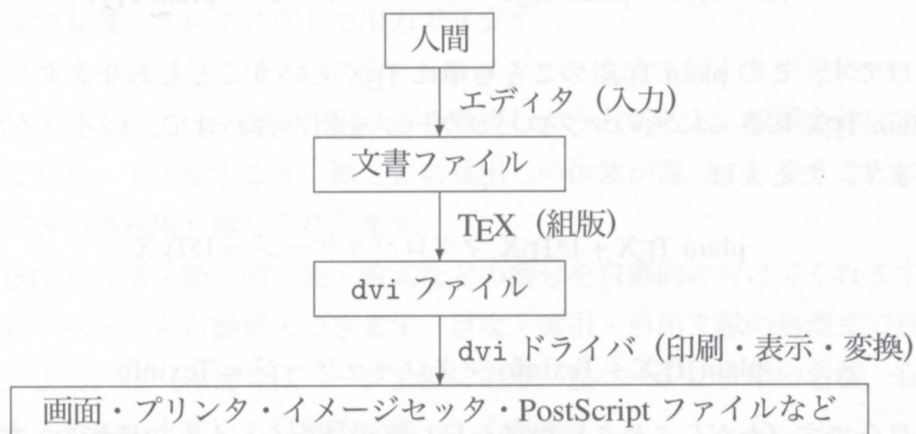 人間
エディタ（入力）
文書ファイル
TEX（組版）
dvi ファイル
dvi ドライバ（印刷・表示・変換）
画面・プリンタ・イメージセッタ・PostScript ファイルなど